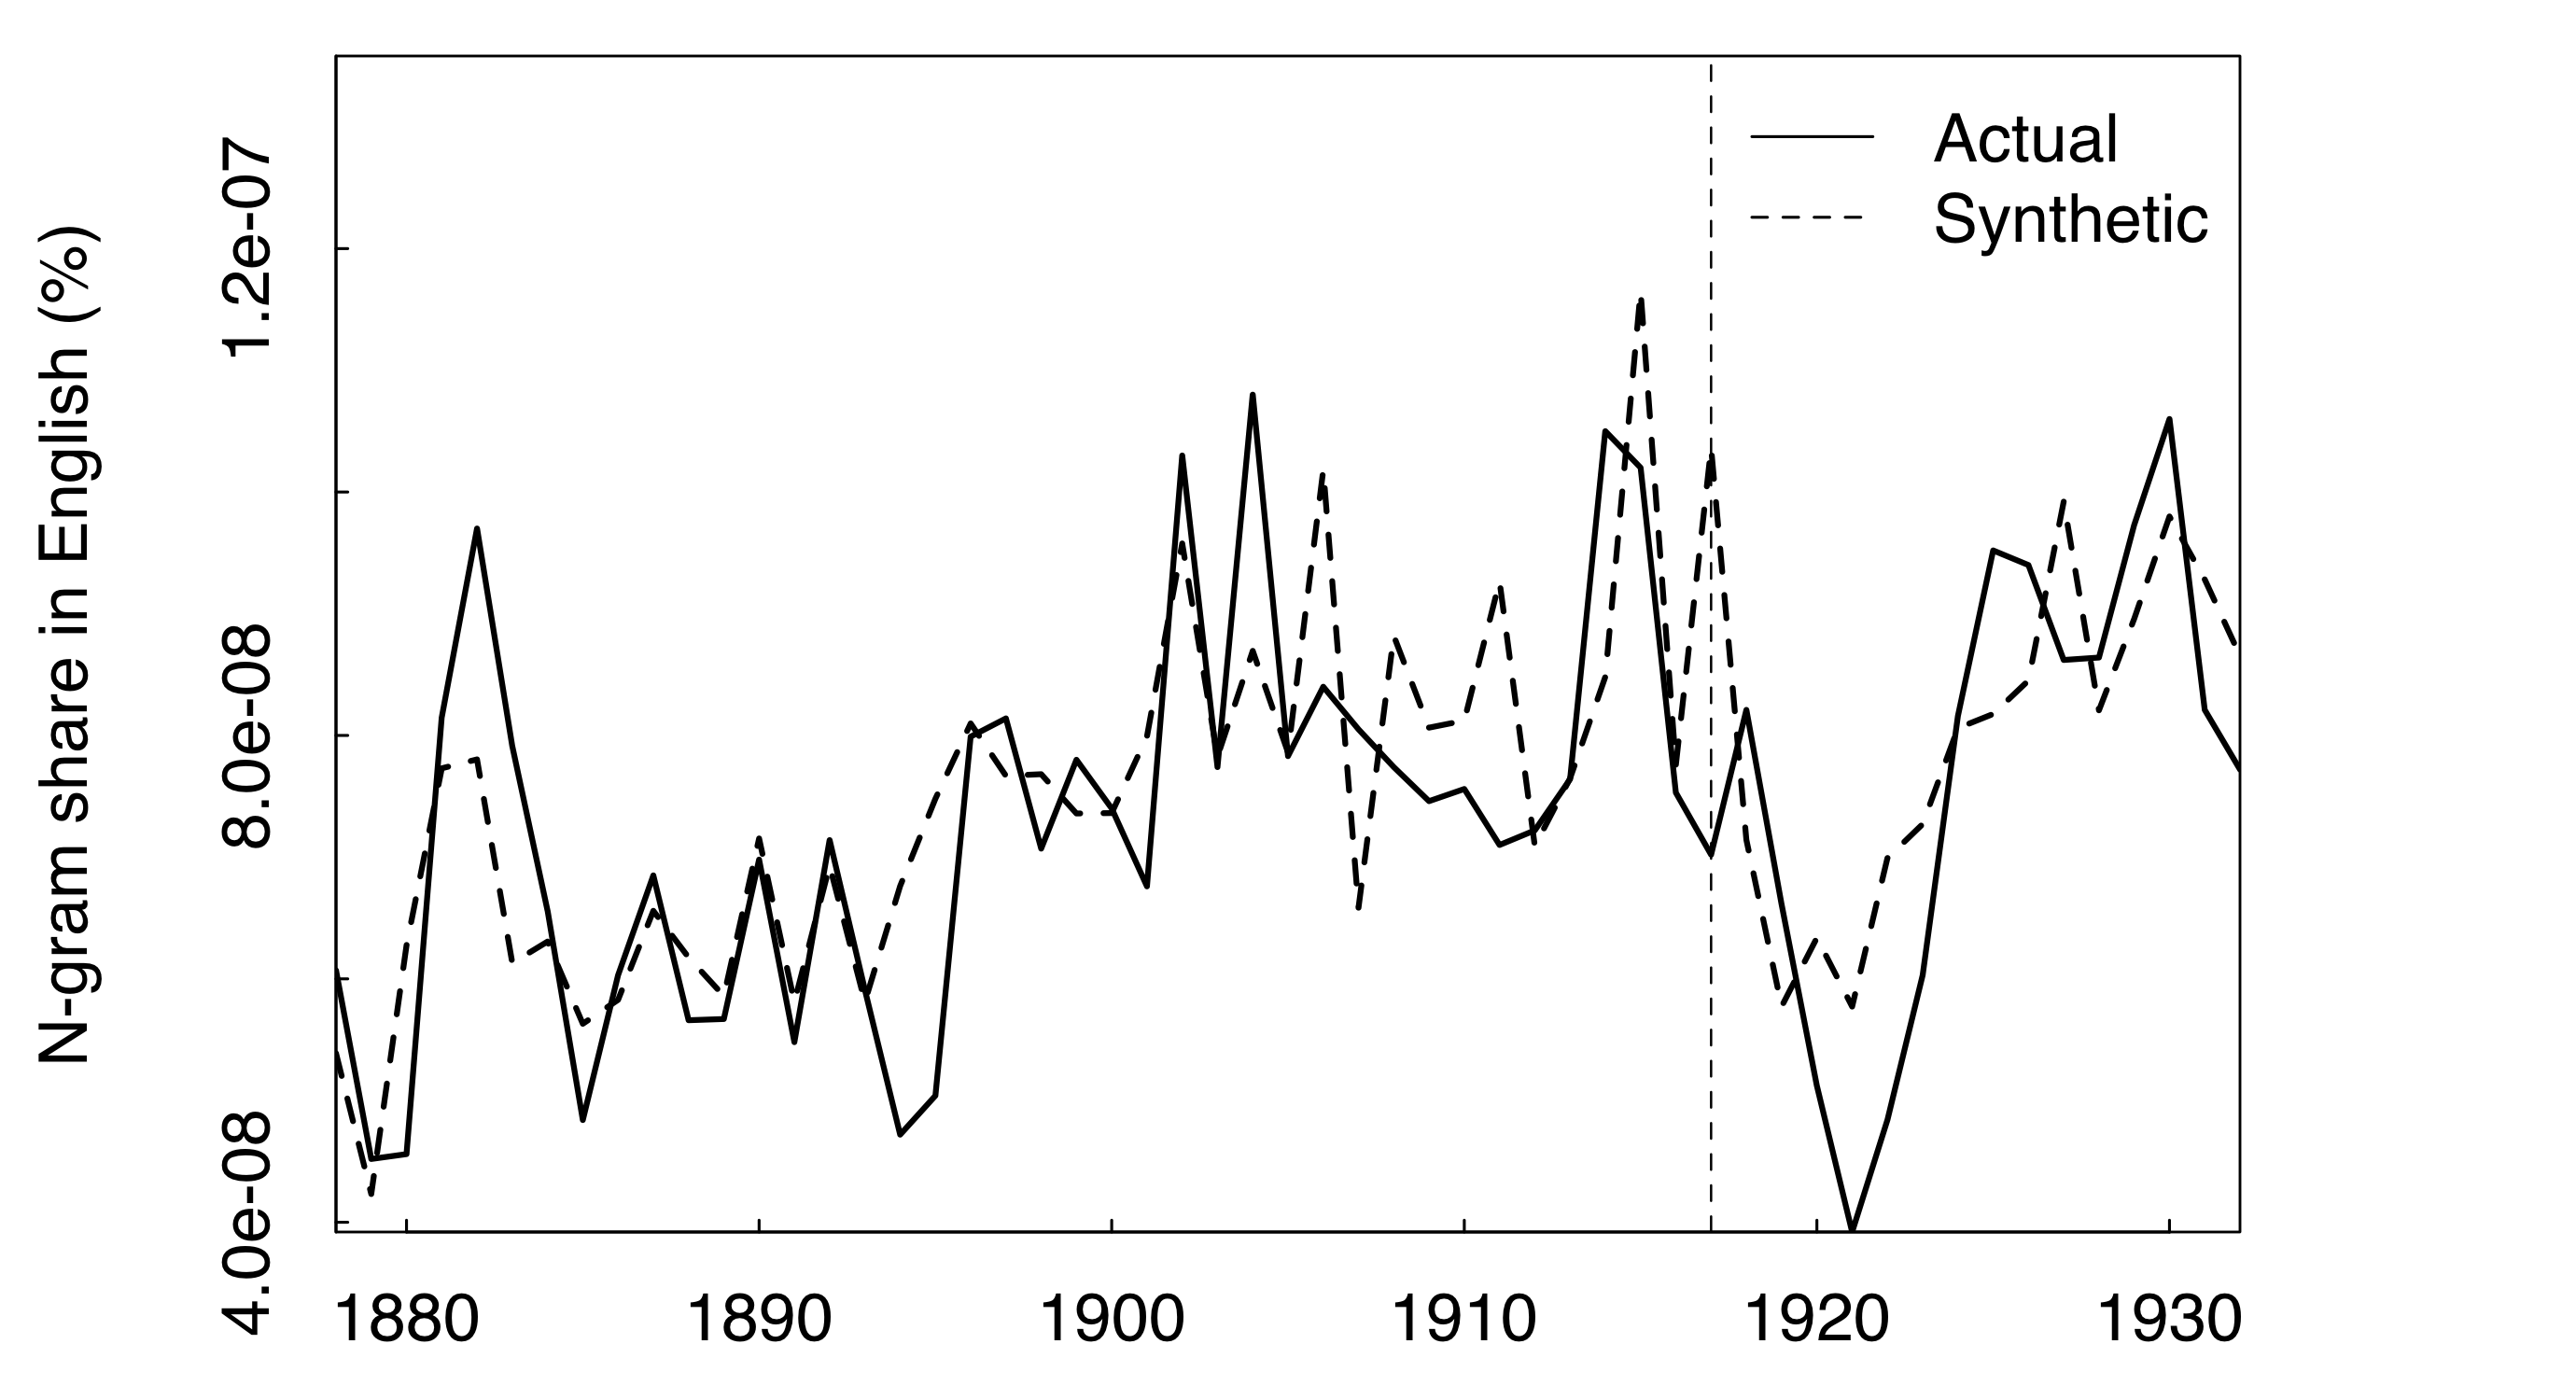 N-gram share in English (%)
1.2e-07
8.0e-08
4.0e-08
Actual
Synthetic
1880 1890 1900 1910 1920 1930